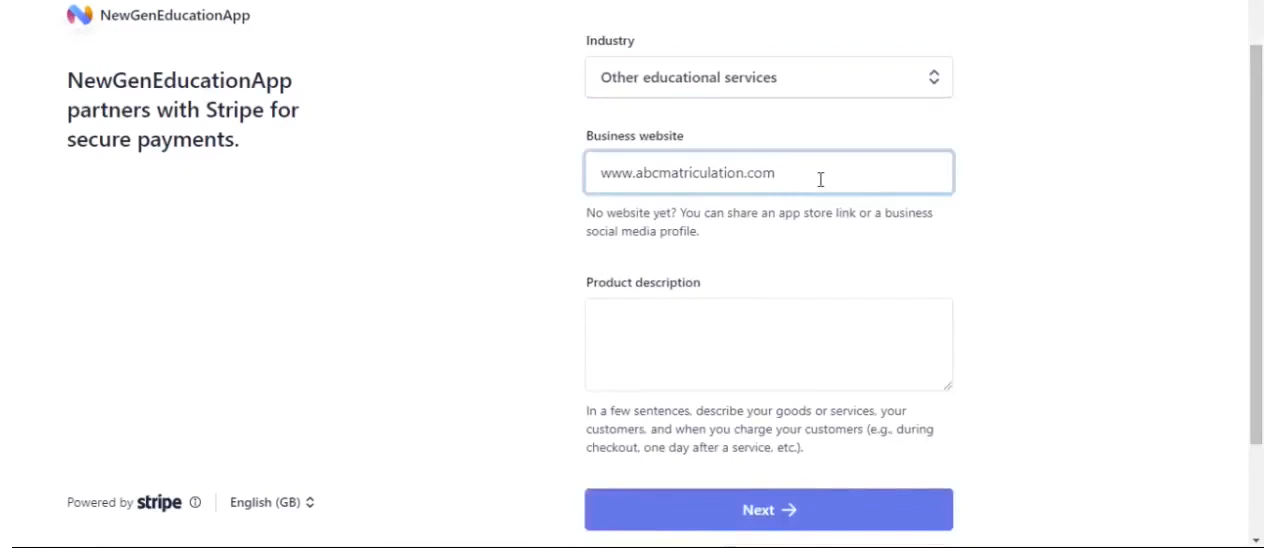 NewGenEducationApp
NewGenEducationApp
partners with Stripe for
secure payments.
Industry
Other educational services
Business website
www.abcmatriculation.com
No website yet? You can share an app store link or a business
social media profile.
Product description
In a few sentences, describe your goods or services, your
customers, and when you charge your customers (e.g., during
checkout, one day after a service, etc.).
Next
Powered by stripe
English (GB)